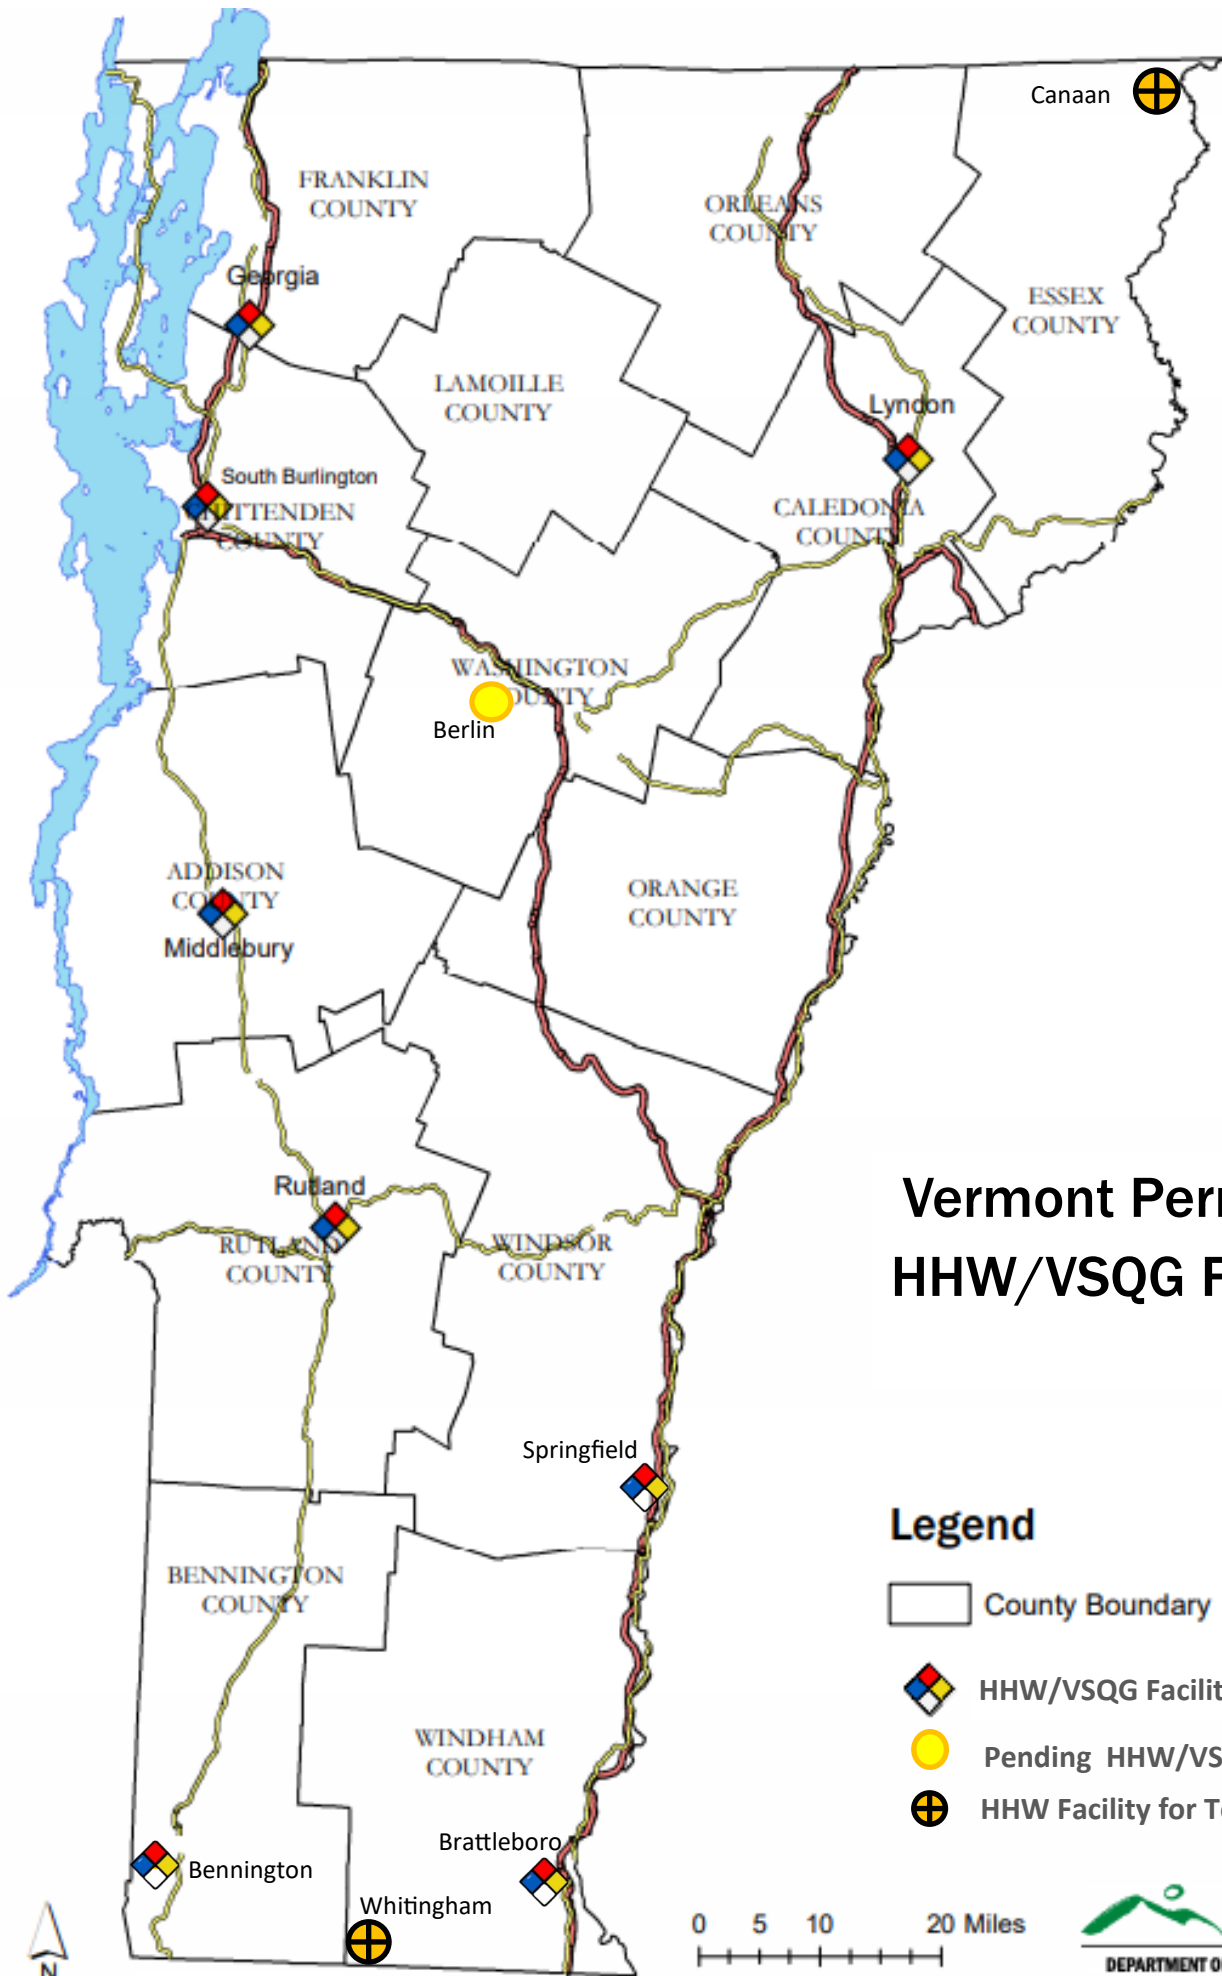 Canaan
FRANKLIN
COUNTY
ORLEANS
COUNTY
Georgia
ESSEX
COUNTY
LAMOILLE
COUNTY
Lyndon
South Burlington
CHITTENDEN
COUNTY
CALEDONIA
COUNTY
WASHINGTON
COUNTY
Berlin
ADDISON
COUNTY
Middlebury
ORANGE
COUNTY
Rutland
RUTLAND
COUNTY
WINDSOR
COUNTY
Vermont Perm
HHW/VSQG F
Springfield
Legend
BENNINGTON
COUNTY
County Boundary
HHW/VSQG Facilit
WINDHAM
COUNTY
Pending HHW/VS
HHW Facility for T
Brattleboro
Bennington
Whitingham
0 5 10 20 Miles
N
DEPARTMENT O